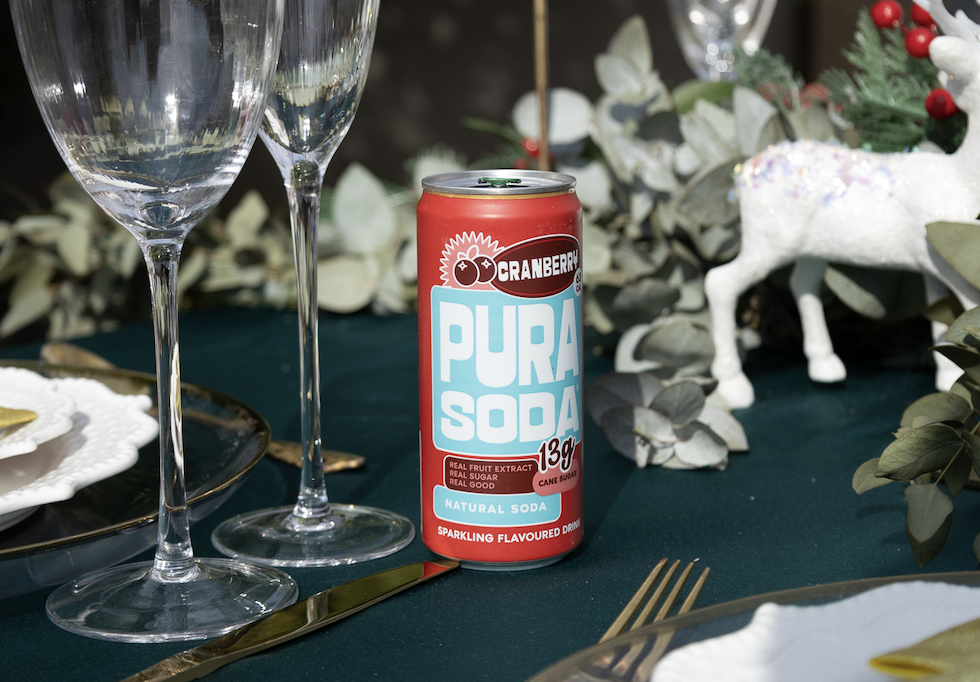 CRANBERRY
PURA
SODA
13g
CANE SUGAR
REAL FRUIT EXTRACT
REAL SUGAR
REAL GOOD
NATURAL SODA
SPARKLING FLAVOURED DRINK